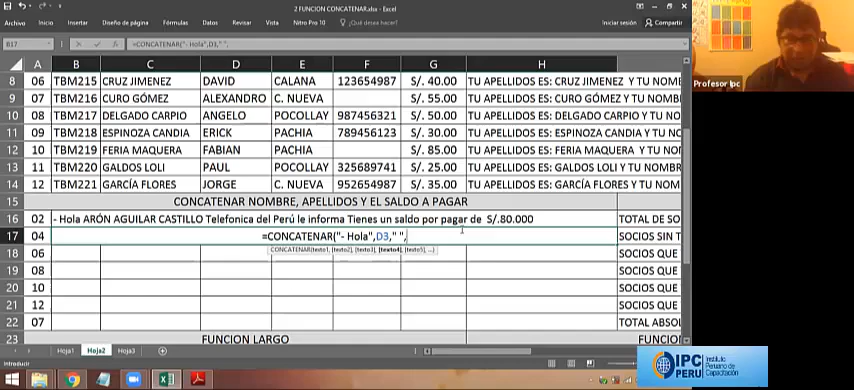 2 FUNCION CONCATENAR.xlsx - Excel
Archivo Inicio Insertar Diseño de página Fórmulas Datos Revisar Vista Nitro Pro 10 ¿Qué desea hacer? Iniciar sesión Compartir
B17 =CONCATENAR("- Hola",D3," ",
A B C D E F G H
8 06 TBM215 CRUZ JIMENEZ DAVID CALANA 123654987 S/. 40.00 TU APELLIDOS ES: CRUZ JIMENEZ Y TU NOM
9 07 TBM216 CURO GÓMEZ ALEXANDRO C. NUEVA S/. 55.00 TU APELLIDOS ES: CURO GÓMEZ Y TU NOMB
10 08 TBM217 DELGADO CARPIO ANGELO POCOLLAY 987456321 S/. 50.00 TU APELLIDOS ES: DELGADO CARPIO Y TU NO
11 09 TBM218 ESPINOZA CANDIA ERICK PACHIA 789456123 S/. 30.00 TU APELLIDOS ES: ESPINOZA CANDIA Y TU NO
12 10 TBM219 FERIA MAQUERA FABIAN PACHIA S/. 85.00 TU APELLIDOS ES: FERIA MAQUERA Y TU NO
13 11 TBM220 GALDOS LOLI PAUL POCOLLAY 325689741 S/. 25.00 TU APELLIDOS ES: GALDOS LOLI Y TU NOMBR
14 12 TBM221 GARCÍA FLORES JORGE C. NUEVA 952654987 S/. 35.00 TU APELLIDOS ES: GARCÍA FLORES Y TU NOM
15 CONCATENAR NOMBRE, APELLIDOS Y EL SALDO A PAGAR
16 02 - Hola ARÓN AGUILAR CASTILLO Telefonica del Perú le informa Tienes un saldo por pagar de S/.80.000 TOTAL DE SO
17 04 =CONCATENAR("- Hola",D3," ", SOCIOS SIN T
CONCATENAR(texto1, [texto2], [texto3], [texto4], [texto5], ...)
18 06 SOCIOS QUE
19 08 SOCIOS QUE
20 10 SOCIOS QUE
21 12 SOCIOS QUE
22 07 TOTAL ABSOL
23 FUNCION LARGO FUNCIO
Hoja1 Hoja2 Hoja3
Introducir
Profesor Ipc
IPC PERU Instituto Peruano de Capacitación